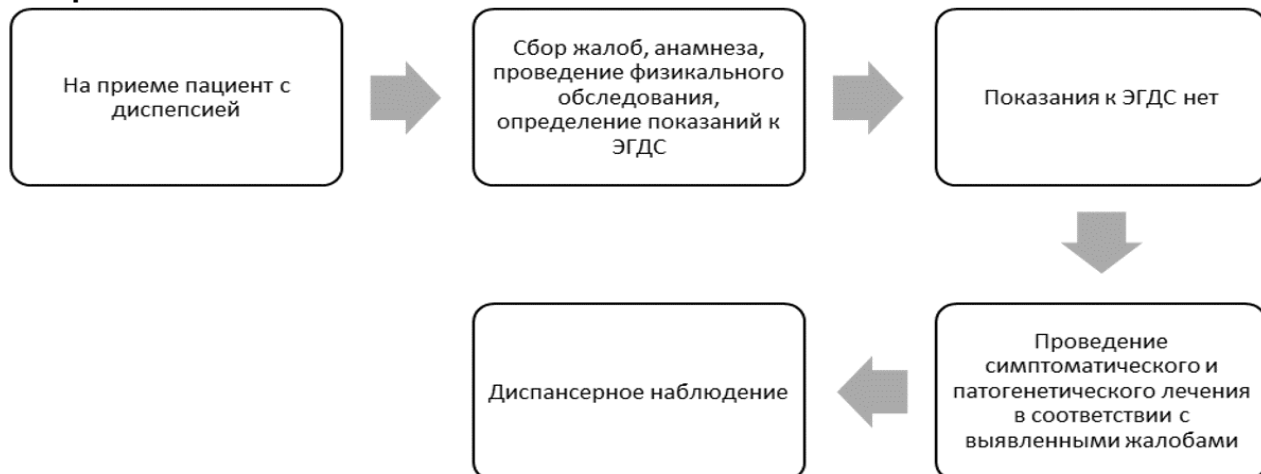 На приеме пациент с
диспепсией
Сбор жалоб, анамнеза,
проведение физикального
обследования,
определение показаний к
ЭГДС
Показания к ЭГДС нет
Проведение
симптоматического и
патогенетического лечения
в соответствии с
выявленными жалобами
Диспансерное наблюдение